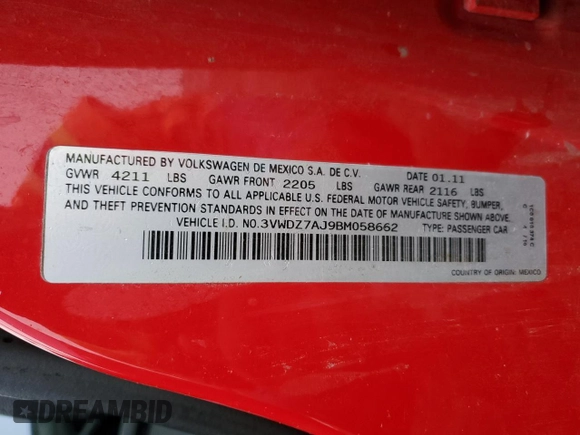 MANUFACTURED BY VOLKSWAGEN DE MEXICO S.A. DE C.V. DATE 01.11
GVWR 4211 LBS GAWR FRONT 2205 LBS GAWR REAR 2116 LBS
THIS VEHICLE CONFORMS TO ALL APPLICABLE FEDERAL MOTOR VEHICLE SAFETY, BUMPER,
AND THEFT PREVENTION STANDARDS IN EFFECT ON THE DATE OF MANUFACTURE SHOWN ABOVE.
VEHICLE I.D. NO.3VWDZ7AJ9BM058662 TYPE: PASSENGER CAR
COUNTRY OF ORIGIN: MEXICO
DREAMBID